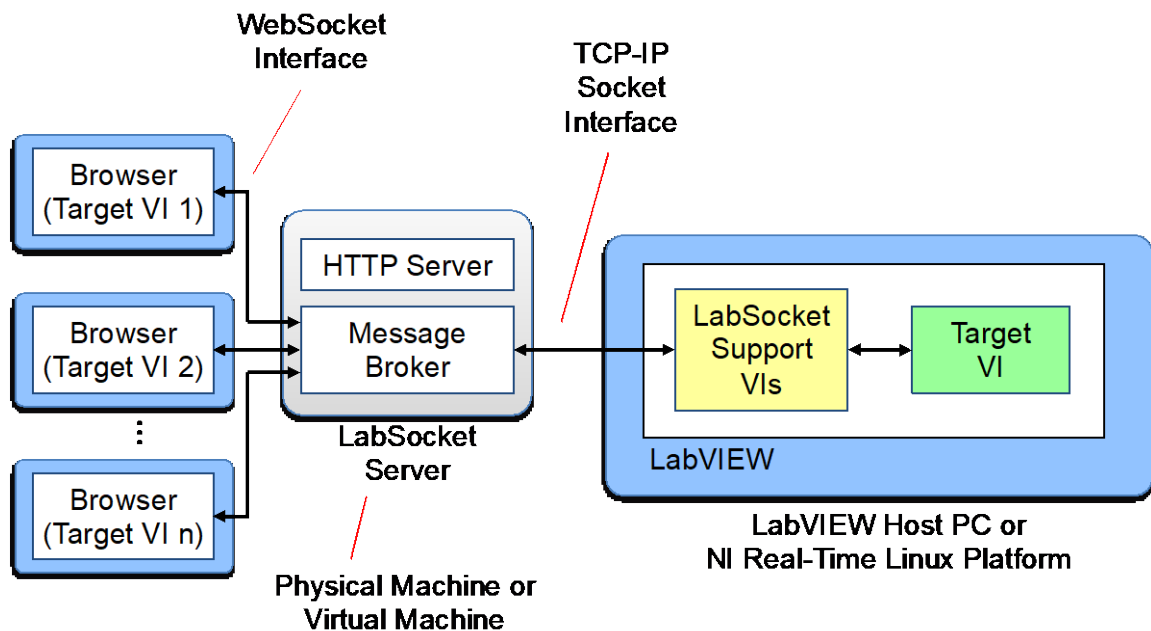 WebSocket
Interface
TCP-IP
Socket
Interface
Browser
(Target VI 1)
HTTP Server
Browser
(Target VI 2)
Message
Broker
LabSocket
Support
VIs
Target
VI
...
LabSocket
Server
LabVIEW
Browser
(Target VI n)
LabVIEW Host PC or
NI Real-Time Linux Platform
Physical Machine or
Virtual Machine